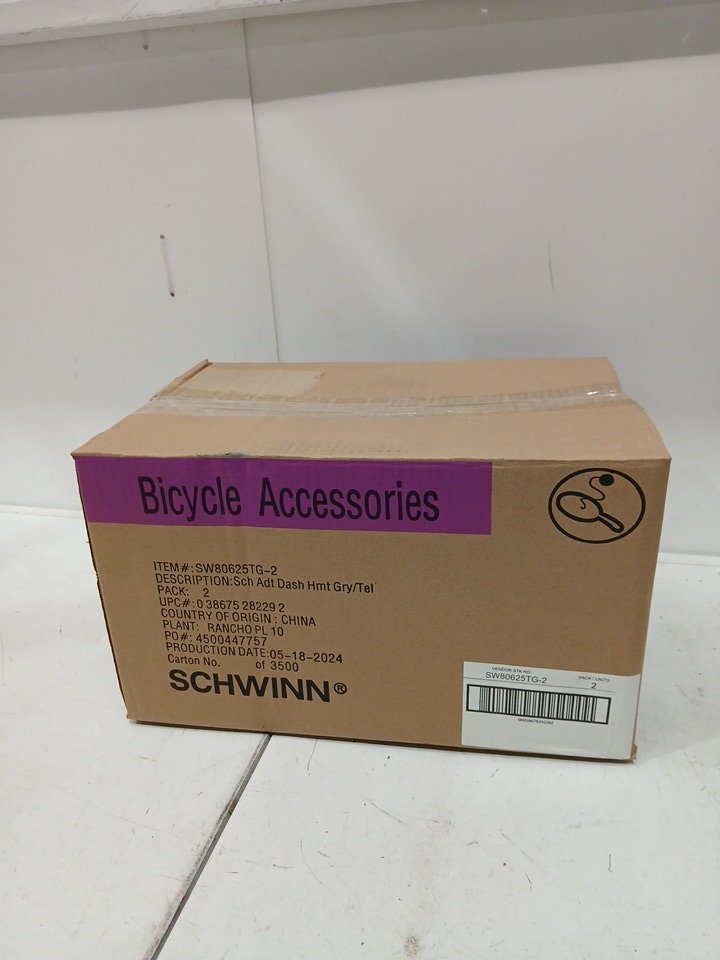 Bicycle Accessories
ITEM#:SW80625TG-2
DESCRIPTION:Sch Adt Dash Hmt Gry/Tel
PACK: 2
UPC#:0 38675 28229 2
COUNTRY OF ORIGIN : CHINA
PLANT: RANCHO PL 10
PO#: 4500447757
PRODUCTION DATE:05-18-2024
Carton No. of 3500
SCHWINN®
VENDOR STK NO PACK / UNITS
SW80625TG-2 2
00038675282292